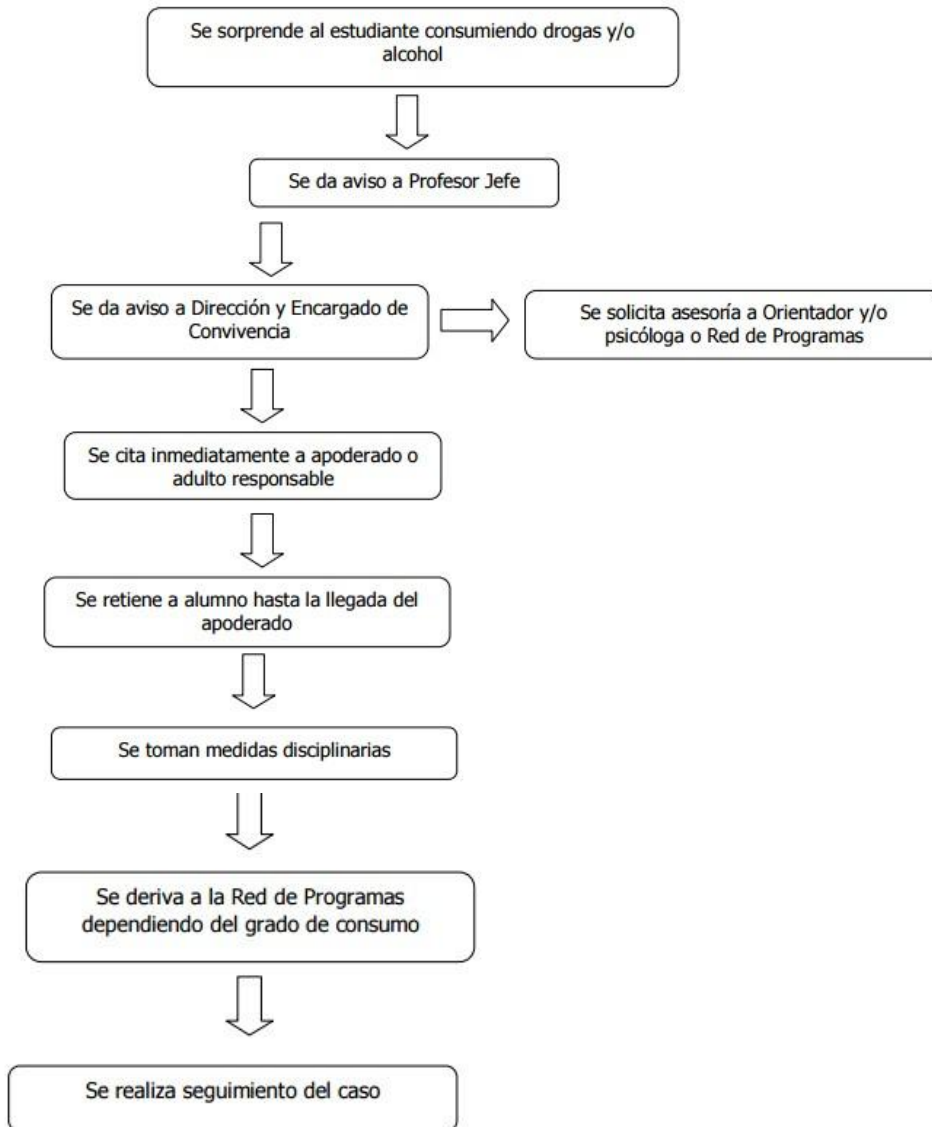 Se sorprende al estudiante consumiendo drogas y/o
alcohol
Se da aviso a Profesor Jefe
Se da aviso a Dirección y Encargado de
Convivencia
Se solicita asesoría a Orientador y/o
psicóloga o Red de Programas
Se cita inmediatamente a apoderado o
adulto responsable
Se retiene a alumno hasta la llegada del
apoderado
Se toman medidas disciplinarias
Se deriva a la Red de Programas
dependiendo del grado de consumo
Se realiza seguimiento del caso